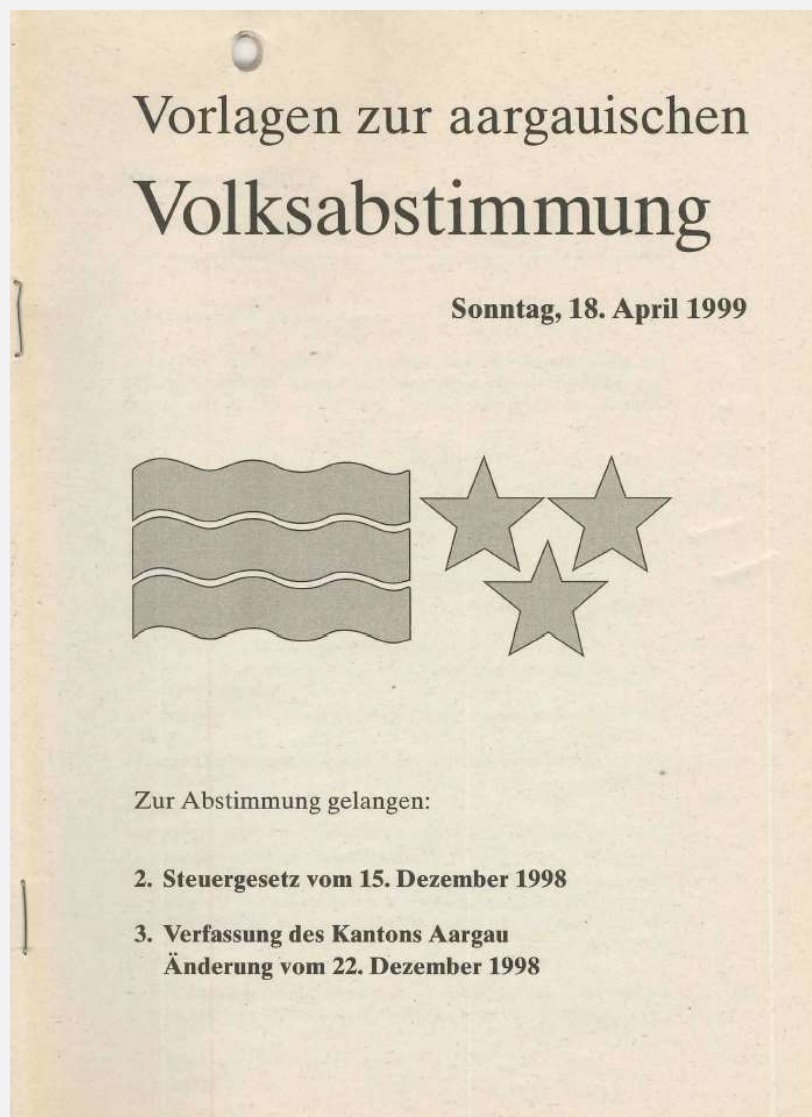 Vorlagen zur aargauischen
Volksabstimmung
Sonntag, 18. April 1999
Zur Abstimmung gelangen:
2. Steuergesetz vom 15. Dezember 1998
3. Verfassung des Kantons Aargau
Änderung vom 22. Dezember 1998